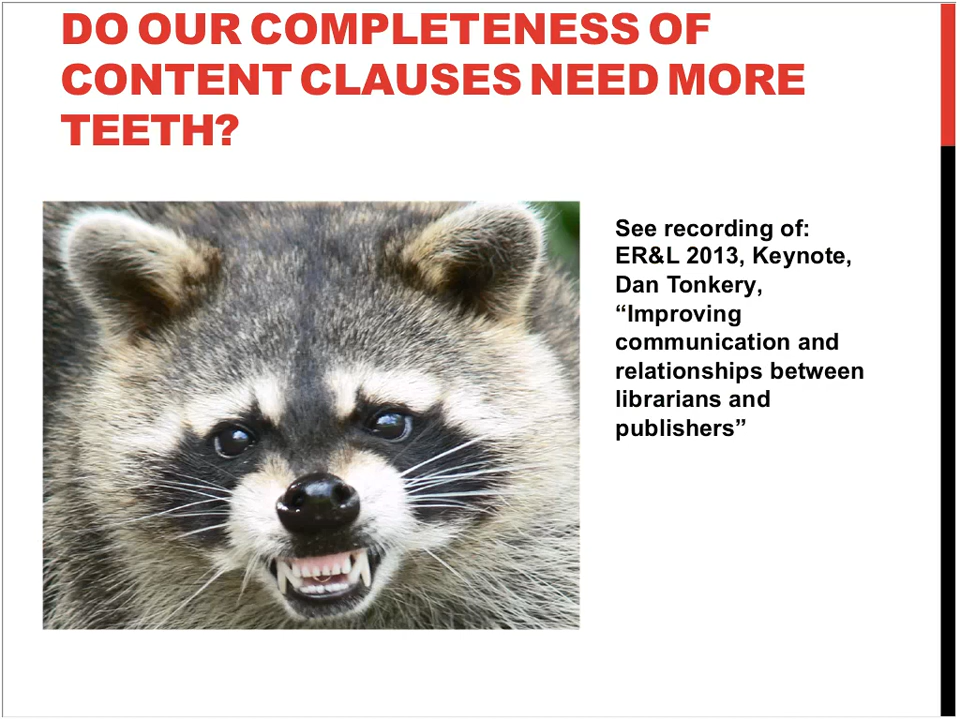 DO OUR COMPLETENESS OF
CONTENT CLAUSES NEED MORE
TEETH?
See recording of:
ER&L 2013, Keynote,
Dan Tonkery,
“Improving
communication and
relationships between
librarians and
publishers”